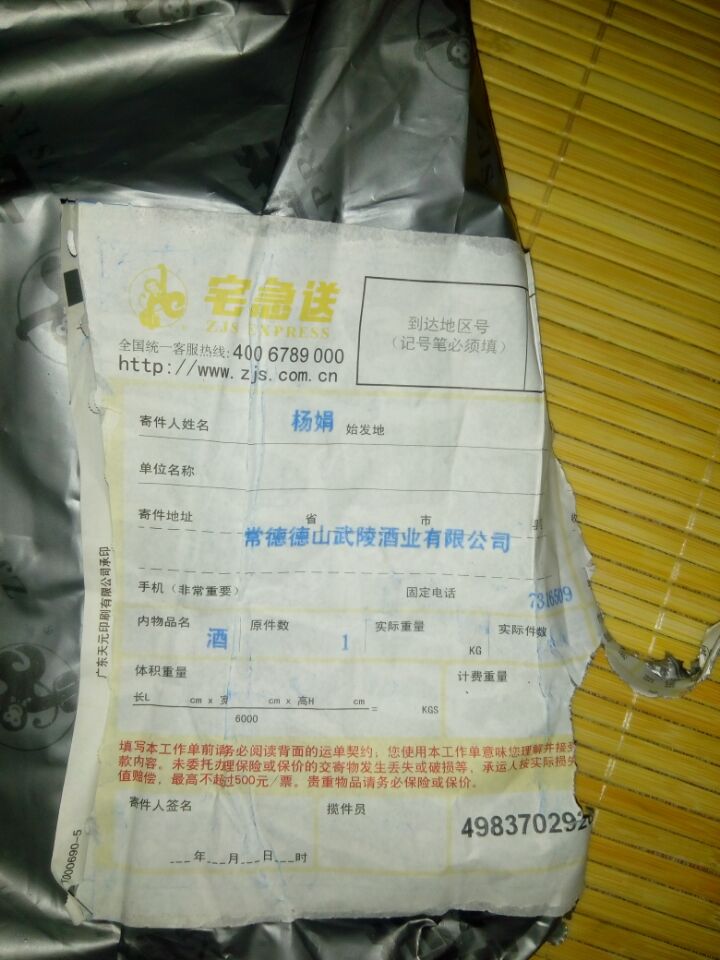 宅急送
ZJS EXPRESS
全国统一客服热线:400 6789 000
http://www.zjs.com.cn
到达地区号
(记号笔必须填)
寄件人姓名 杨娟 始发地
单位名称
寄件地址 省 市 县 收
常德德山武陵酒业有限公司
手机(非常重要) 固定电话 7316509
内物品名 酒 原件数 1 实际重量 KG 实际件数
体积重量 计费重量
长L cm x 宽 cm x 高H cm = KGS
6000
填写本工作单前请务必阅读背面的运单契约,您使用本工作单意味您理解并接受
款内容。未委托办理保险或保价的交寄物发生丢失或破损等,承运人按实际损失
值赔偿,最高不超1500元/票。贵重物品请务必保险或保价。
寄件人签名 揽件员
498370292
年 月 日 时
广东天元印刷有限公司承印
T000690-5